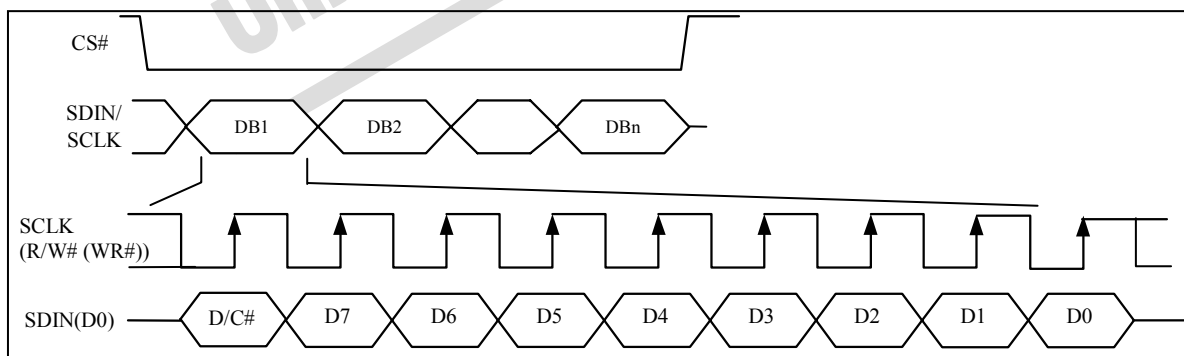 CS#
SDIN/
SCLK
DB1 DB2 DBn
SCLK
(R/W# (WR#))
SDIN(D0) D/C# D7 D6 D5 D4 D3 D2 D1 D0